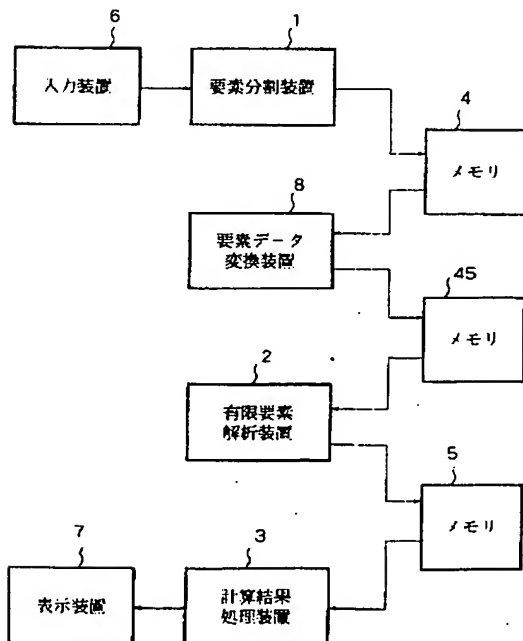 6
1
入力装置
要素分割装置
4
メモリ
8
要素データ
変換装置
45
メモリ
2
有限要素
解析装置
5
メモリ
7
3
表示装置
計算結果
処理装置